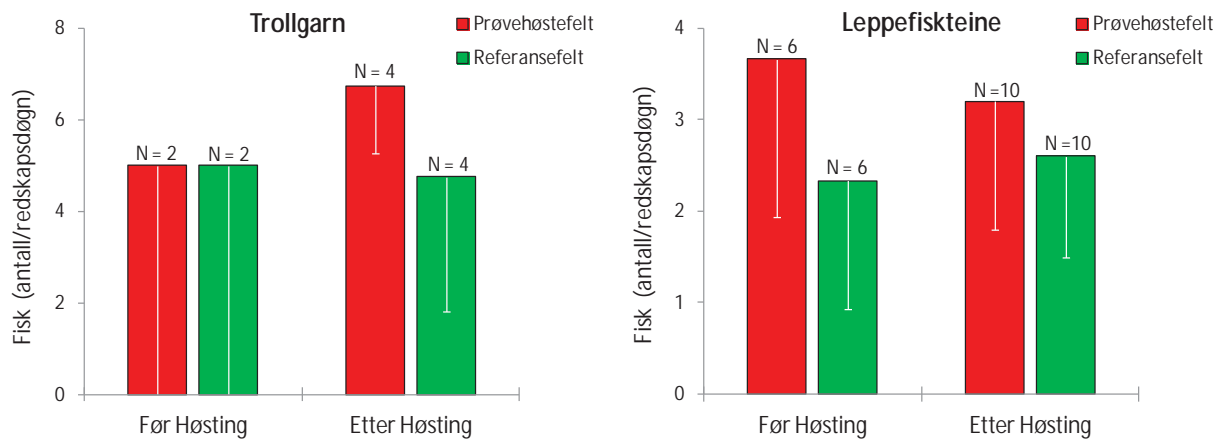 Trollgarn
Prøvehøstefelt
Referansefelt
Fisk (antall/redskapsdøgn)
8
6
4
2
0
N = 2
N = 2
N = 4
N = 4
Før Høsting
Etter Høsting
Leppefiskteine
Prøvehøstefelt
Referansefelt
Fisk (antall/redskapsdøgn)
4
3
2
1
0
N = 6
N = 6
N =10
N =10
Før Høsting
Etter Høsting